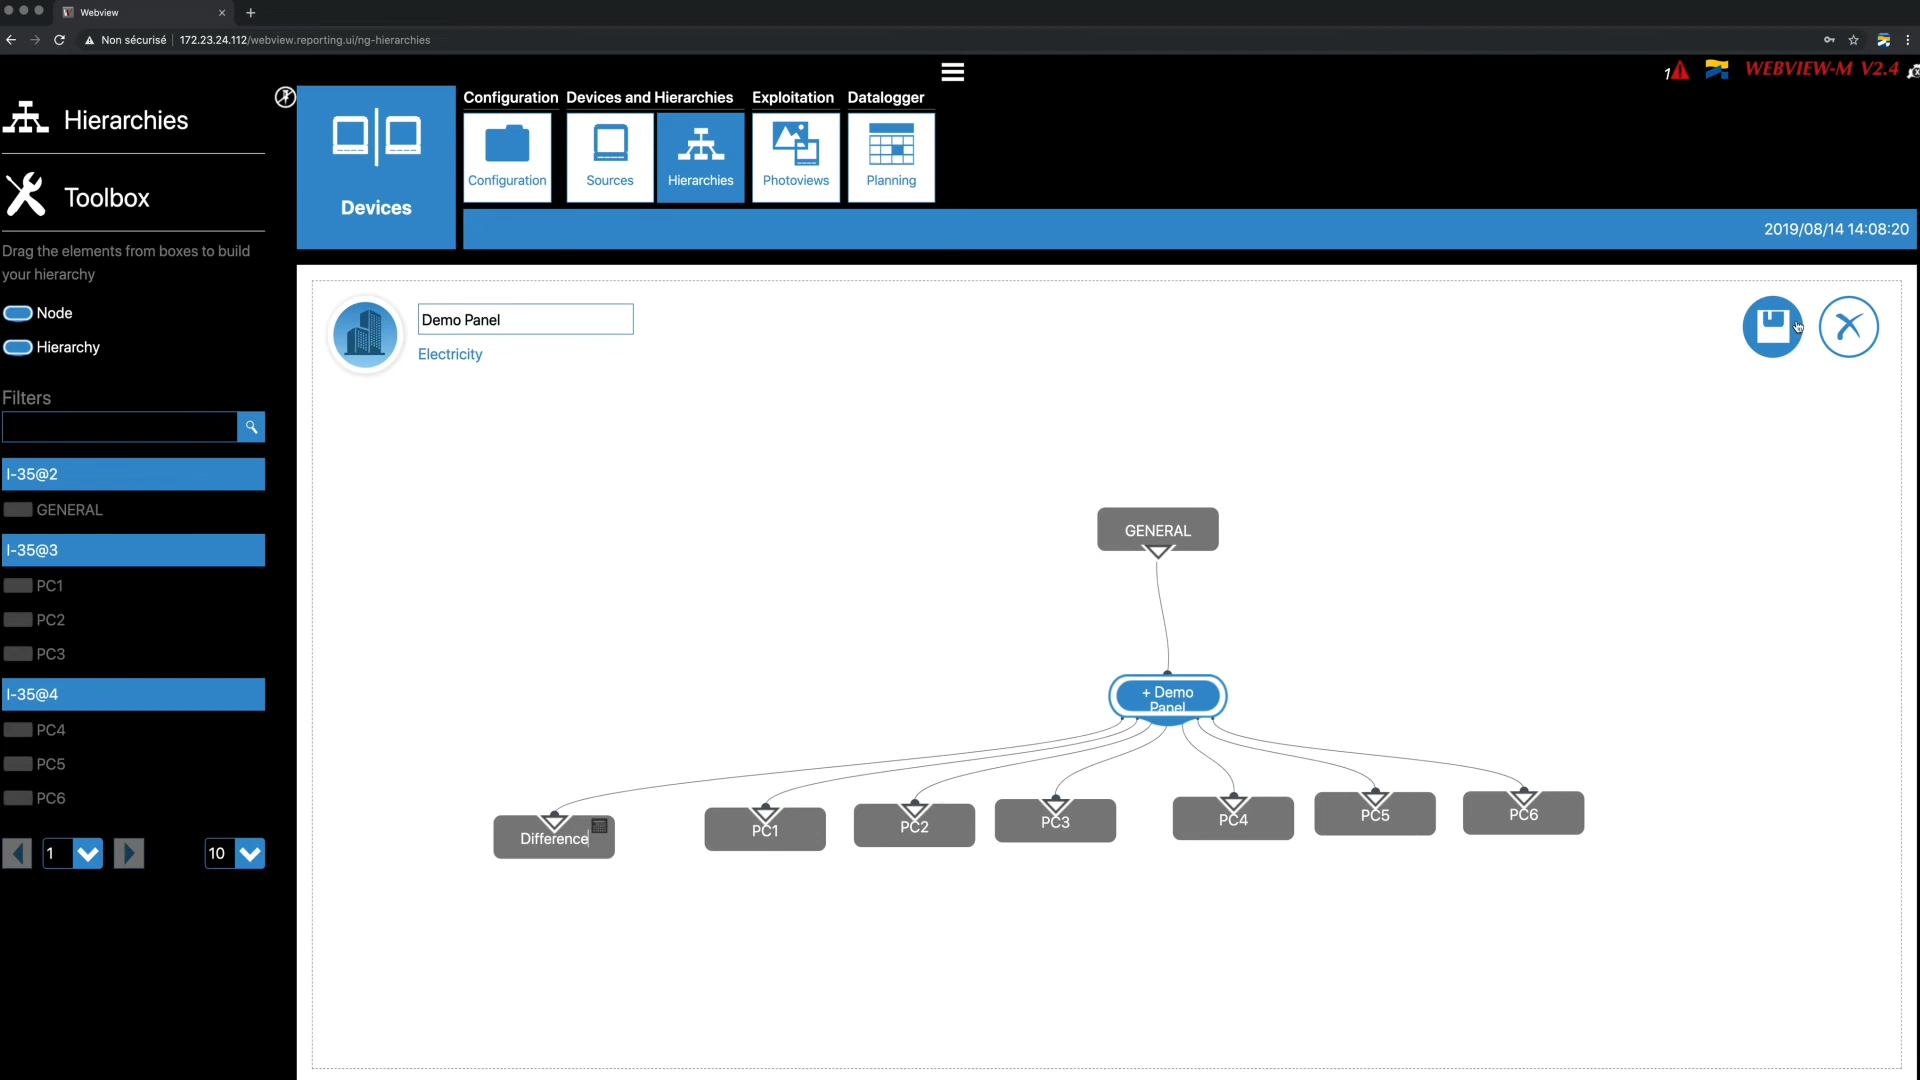 Webview
Non sécurisé
172.23.24.112/webview.reporting.ui/ng-hierarchies
1
WEBVIEW-M V2.4
Hierarchies
Toolbox
Drag the elements from boxes to build
your hierarchy
Node
Hierarchy
Filters
I-35@2
GENERAL
I-35@3
PC1
PC2
PC3
I-35@4
PC4
PC5
PC6
1
10
Devices
Configuration
Devices and Hierarchies
Exploitation
Datalogger
Configuration
Sources
Hierarchies
Photoviews
Planning
2019/08/14 14:08:20
Demo Panel
Electricity
GENERAL
+ Demo
Panel
Difference
PC1
PC2
PC3
PC4
PC5
PC6